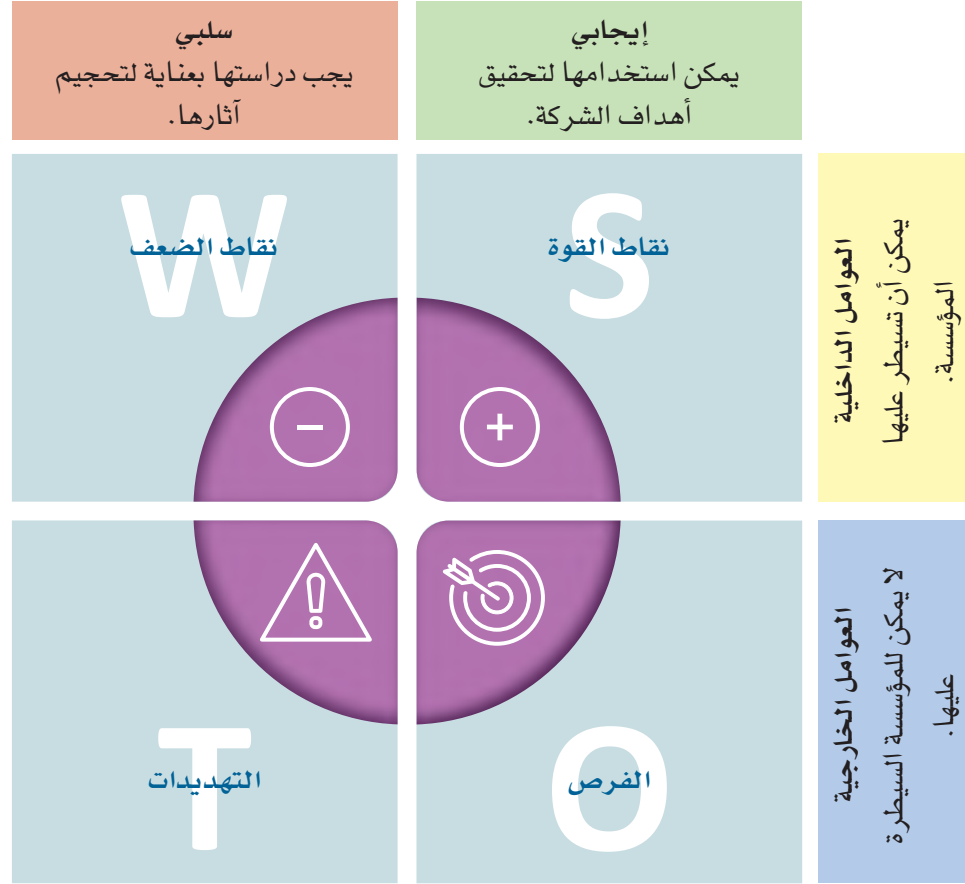 إيجابي
يمكن استخدامها لتحقيق
أهداف الشركة.
سلبي
يجب دراستها بعناية لتحجيم
آثارها.
العوامل الداخلية
يمكن أن تسيطر عليها
المؤسسة.
S
نقاط القوة
+
W
نقاط الضعف
-
العوامل الخارجية
لا يمكن للمؤسسة السيطرة
عليها.
O
الفرص
T
التهديدات
!